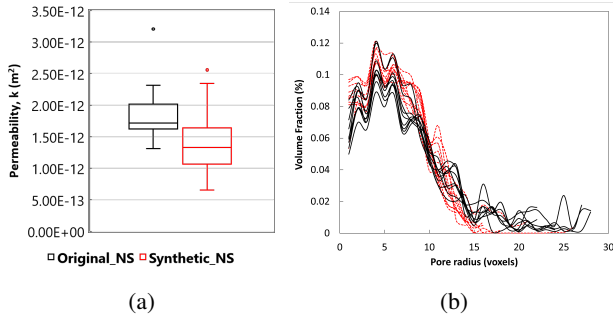 (a)
3.50E-12
3.00E-12
2.50E-12
2.00E-12
1.50E-12
1.00E-12
5.00E-13
0.00E+00
Permeability, k (m²)
Original_NS Synthetic_NS
(b)
0.14
0.12
0.1
0.08
0.06
0.04
0.02
0
Volume Fraction (%)
0 5 10 15 20 25 30
Pore radius (voxels)
(a) (b)